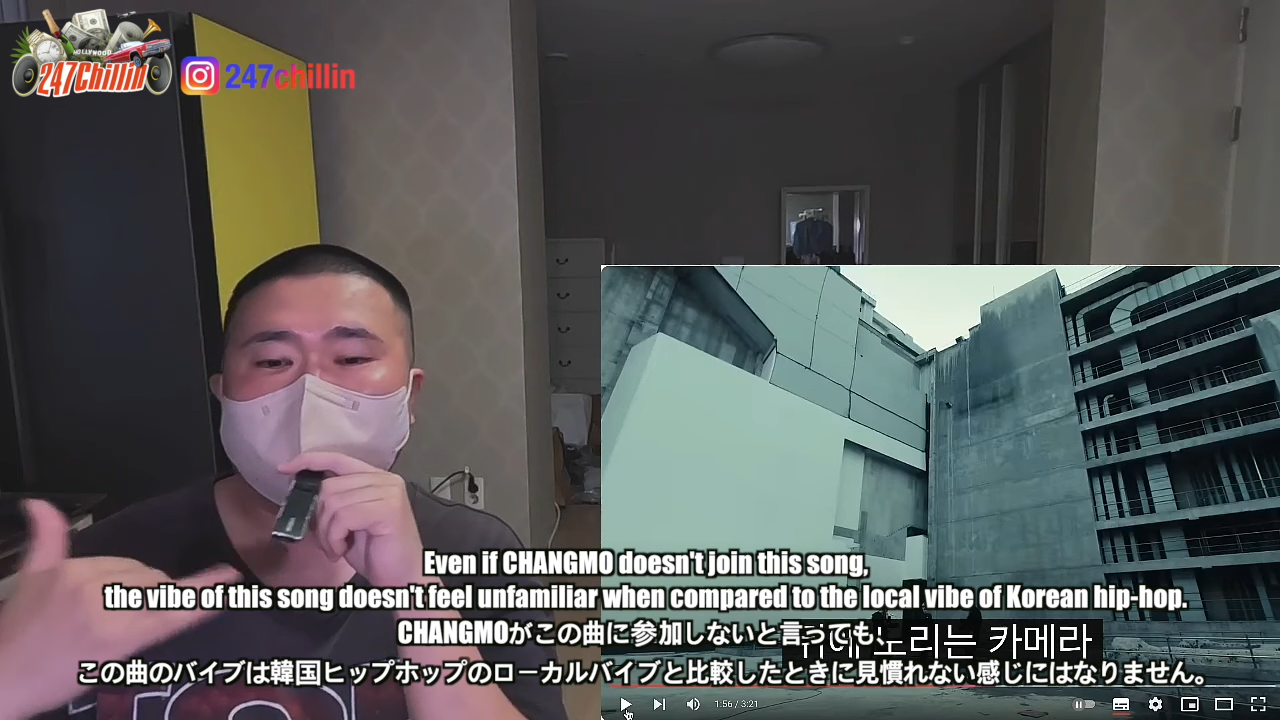 HOLLYWOOD
247Chillin
247chillin
Even if CHANGMO doesn't join this song,
the vibe of this song doesn't feel unfamiliar when compared to the local vibe of Korean hip-hop.
CHANGMOがこの曲に参加しないと言っても、
노리는 카메라
この曲のバイブは韓国ヒップホップのローカルバイブと比較したときに見慣れない感じにはなりません。
1:56 / 3:21